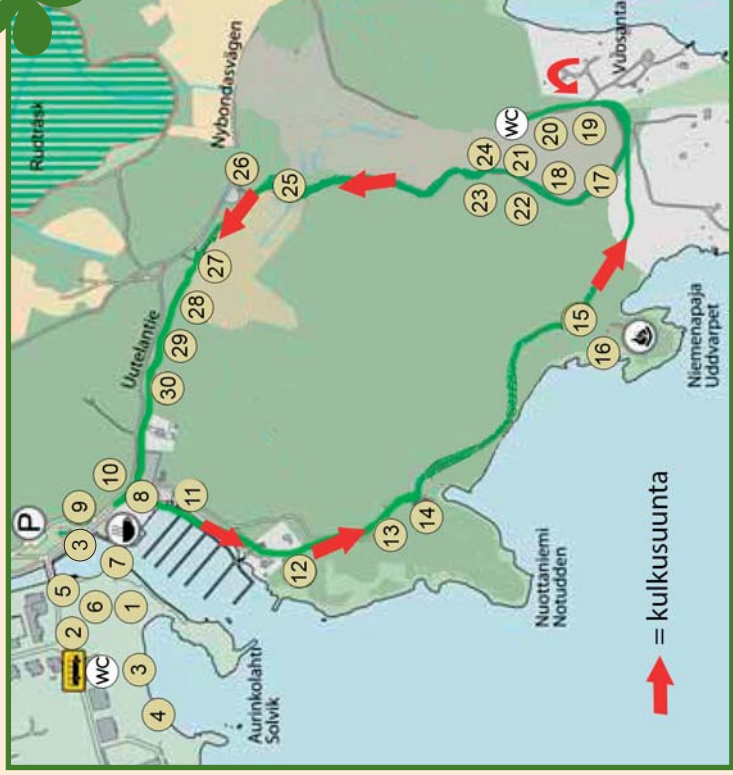 P
Rudträsk
5
2
3
9
WC
6
10
7
1
3
8
Uutelantie
4
30
29
11
28
27
Nybondasvägen
26
Aurinkolahti
Solvik
25
12
13
14
23
24
WC
22
21
20
Nuottaniemi
Notudden
18
15
19
17
16
Vuosanta
= kulkusuunta
Niemenapaja
Uddvarpet